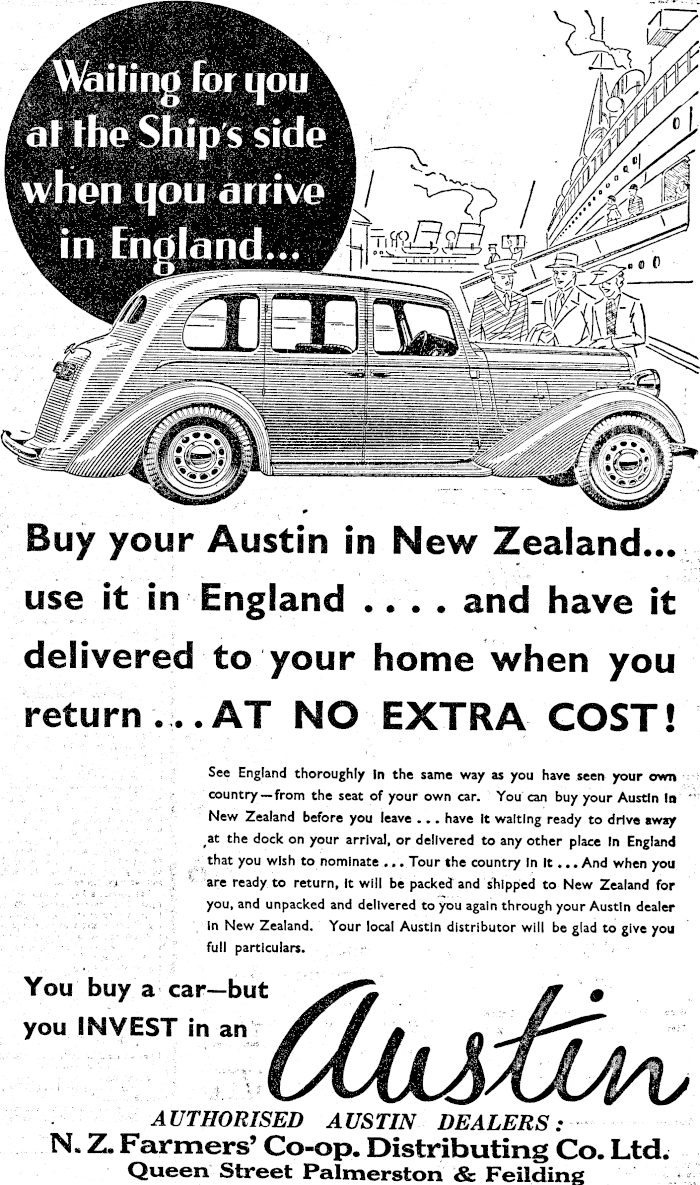 Waiting for you
at the Ship's side
when you arrive
in England...
Buy your Austin in New Zealand...
use it in England .... and have it
delivered to your home when you
return ... AT NO EXTRA COST!
See England thoroughly in the same way as you have seen your own
country—from the seat of your own car. You can buy your Austin in
New Zealand before you leave ... have it waiting ready to drive away
at the dock on your arrival, or delivered to any other place in England
that you wish to nominate ... Tour the country in it ... And when you
are ready to return, it will be packed and shipped to New Zealand for
you, and unpacked and delivered to you again through your Austin dealer
in New Zealand. Your local Austin distributor will be glad to give you
full particulars.
You buy a car—but
you INVEST in an
Austin
AUTHORISED AUSTIN DEALERS:
N. Z. Farmers' Co-op. Distributing Co. Ltd.
Queen Street Palmerston & Feilding